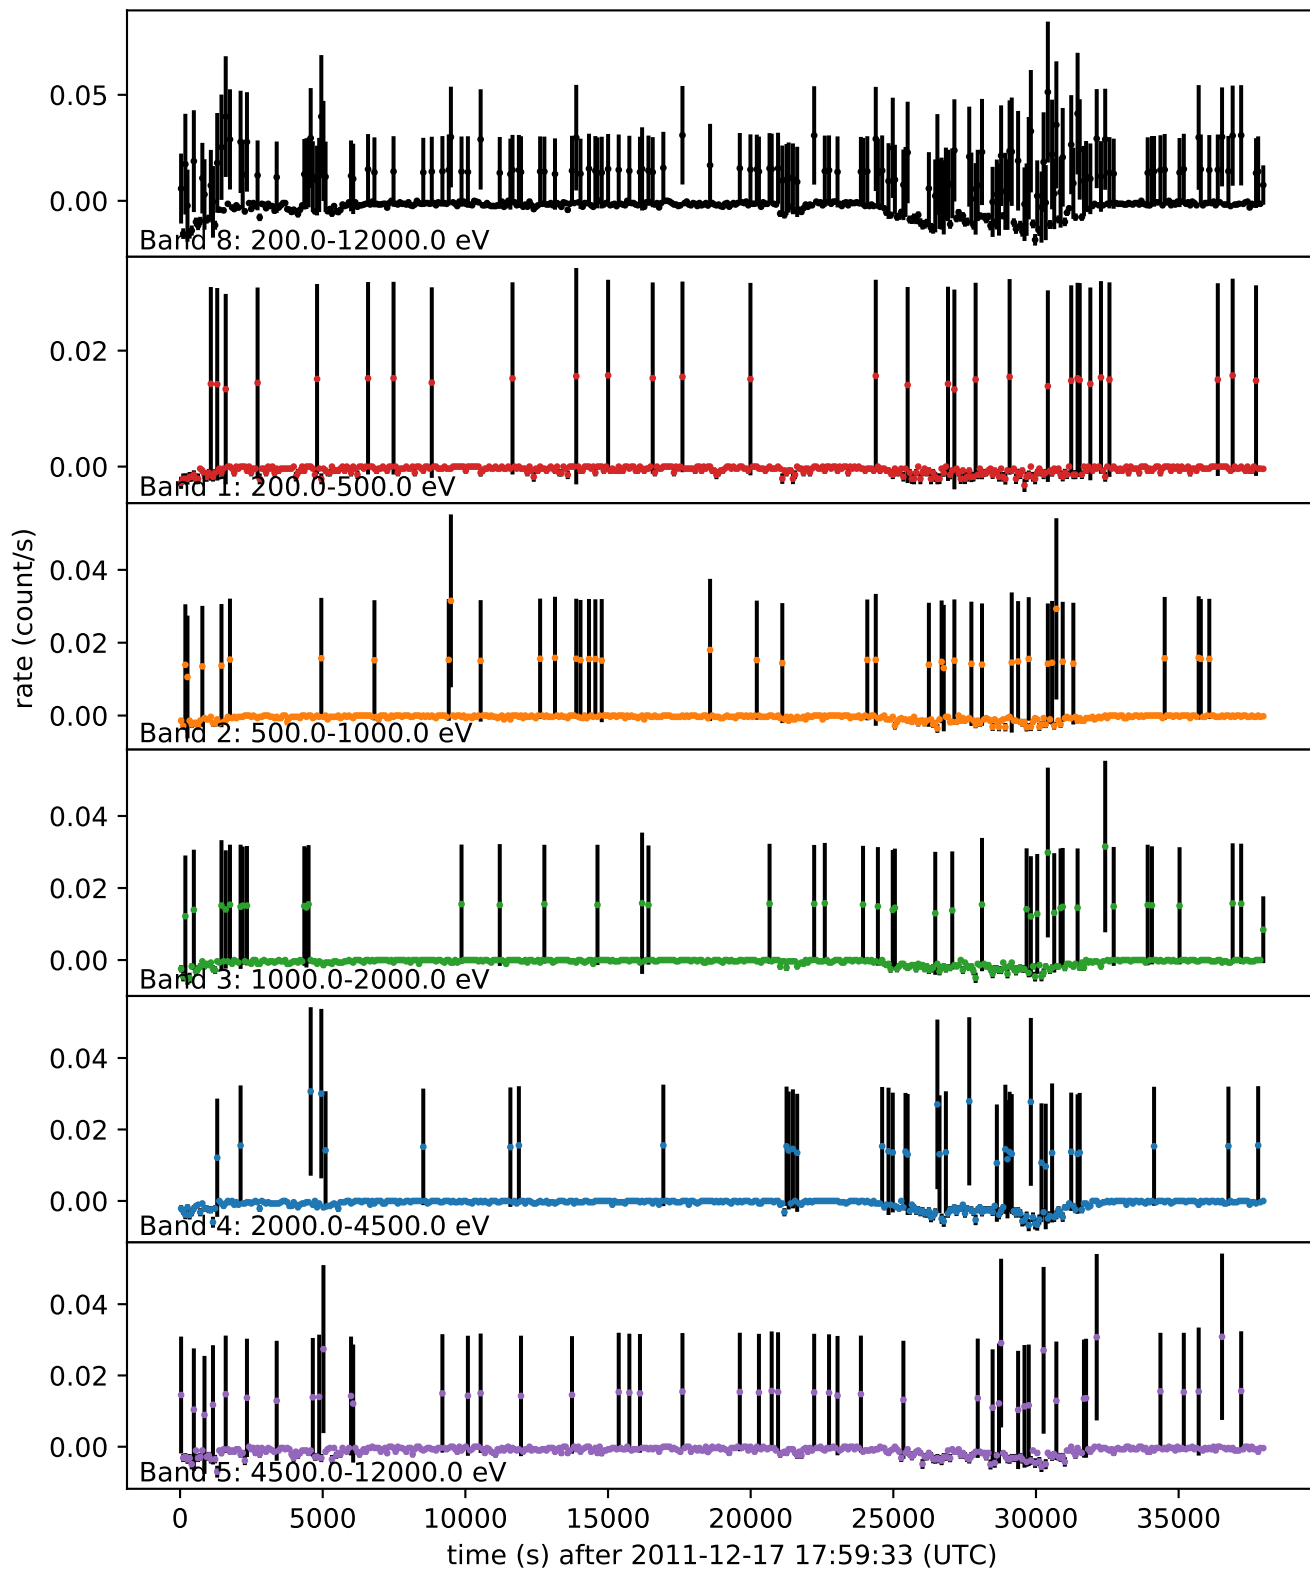 0.05
0.00
Band 8: 200.0-12000.0 eV
0.02
0.00
Band 1: 200.0-500.0 eV
rate (count/s)
0.04
0.02
0.00
Band 2: 500.0-1000.0 eV
0.04
0.02
0.00
Band 3: 1000.0-2000.0 eV
0.04
0.02
0.00
Band 4: 2000.0-4500.0 eV
0.04
0.02
0.00
Band 5: 4500.0-12000.0 eV
0 5000 10000 15000 20000 25000 30000 35000
time (s) after 2011-12-17 17:59:33 (UTC)